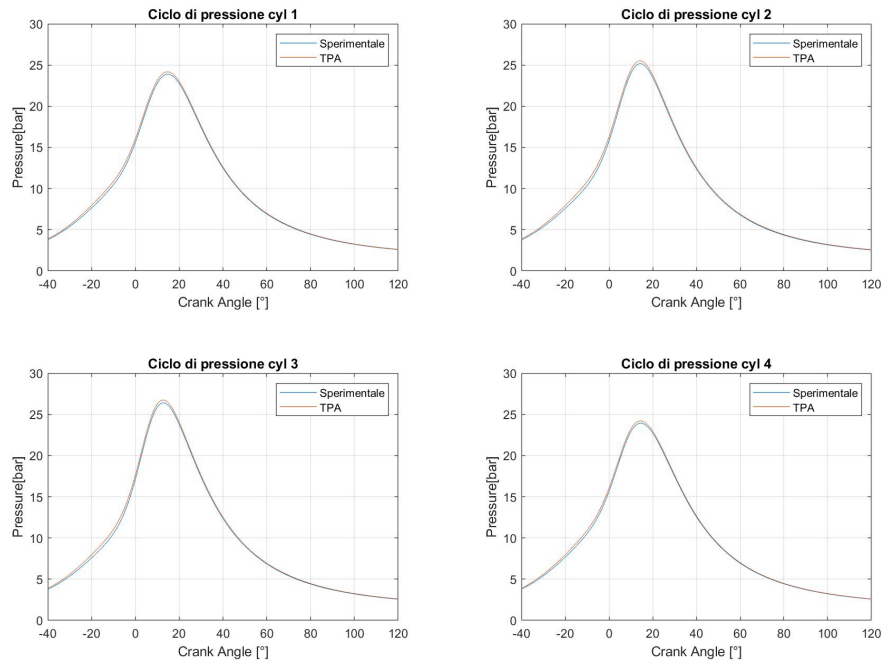 Ciclo di pressione cyl 1
30
25
20
15
10
5
0
Pressure[bar]
Sperimentale
TPA
-40 -20 0 20 40 60 80 100 120
Crank Angle [°]
Ciclo di pressione cyl 2
30
25
20
15
10
5
0
Pressure[bar]
Sperimentale
TPA
-40 -20 0 20 40 60 80 100 120
Crank Angle [°]
Ciclo di pressione cyl 3
30
25
20
15
10
5
0
Pressure[bar]
Sperimentale
TPA
-40 -20 0 20 40 60 80 100 120
Crank Angle [°]
Ciclo di pressione cyl 4
30
25
20
15
10
5
0
Pressure[bar]
Sperimentale
TPA
-40 -20 0 20 40 60 80 100 120
Crank Angle [°]